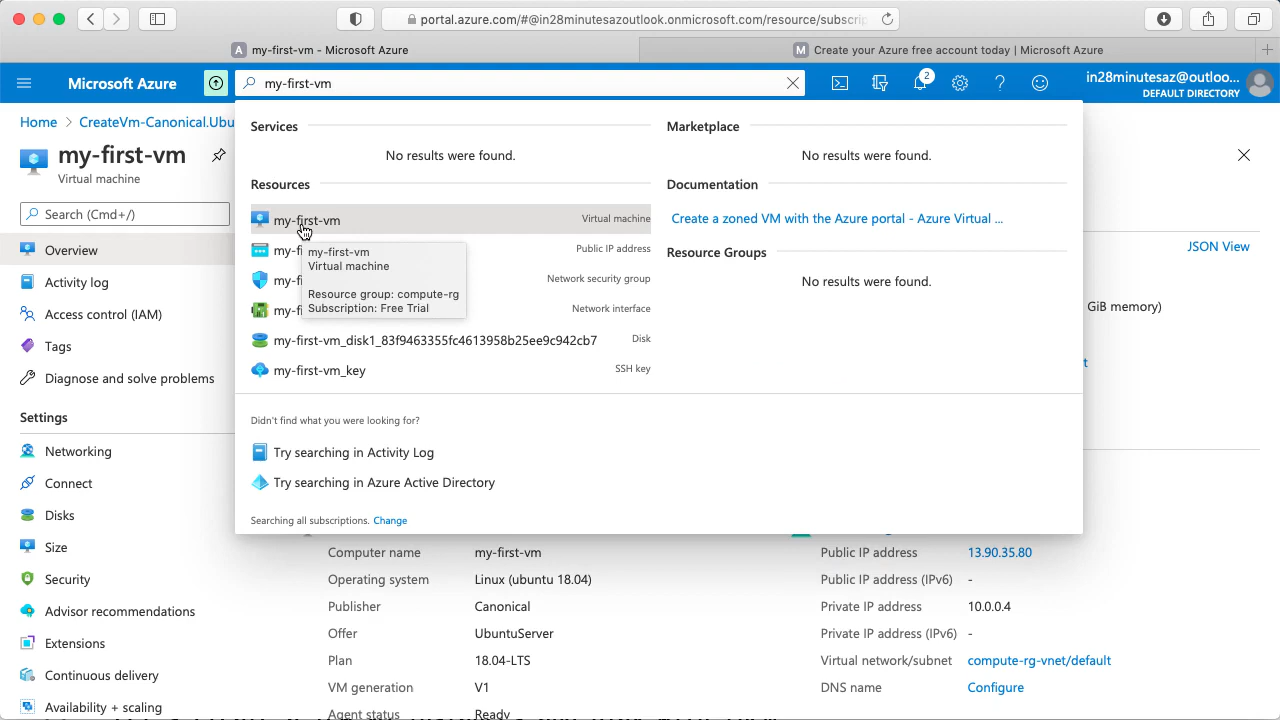 portal.azure.com/#@in28minutesazoutlook.onmicrosoft.com/resource/subscrip
A my-first-vm - Microsoft Azure
M Create your Azure free account today | Microsoft Azure
Microsoft Azure
my-first-vm
2
in28minutesaz@outloo...
DEFAULT DIRECTORY
Home > CreateVm-Canonical.Ubu
my-first-vm
Virtual machine
Search (Cmd+/)
Overview
Activity log
Access control (IAM)
Tags
Diagnose and solve problems
Settings
Networking
Connect
Disks
Size
Security
Advisor recommendations
Extensions
Continuous delivery
Availability + scaling
Services
No results were found.
Resources
my-first-vm Virtual machine
my-fi Public IP address
my-fi Network security group
my-fi Network interface
my-first-vm_disk1_83f9463355fc4613958b25ee9c942cb7 Disk
my-first-vm_key SSH key
my-first-vm
Virtual machine
Resource group: compute-rg
Subscription: Free Trial
Marketplace
No results were found.
Documentation
Create a zoned VM with the Azure portal - Azure Virtual ...
Resource Groups
No results were found.
Didn't find what you were looking for?
Try searching in Activity Log
Try searching in Azure Active Directory
Searching all subscriptions. Change
JSON View
GiB memory)
Computer name my-first-vm
Operating system Linux (ubuntu 18.04)
Publisher Canonical
Offer UbuntuServer
Plan 18.04-LTS
VM generation V1
Agent status Ready
Public IP address 13.90.35.80
Public IP address (IPv6) -
Private IP address 10.0.0.4
Private IP address (IPv6) -
Virtual network/subnet compute-rg-vnet/default
DNS name Configure